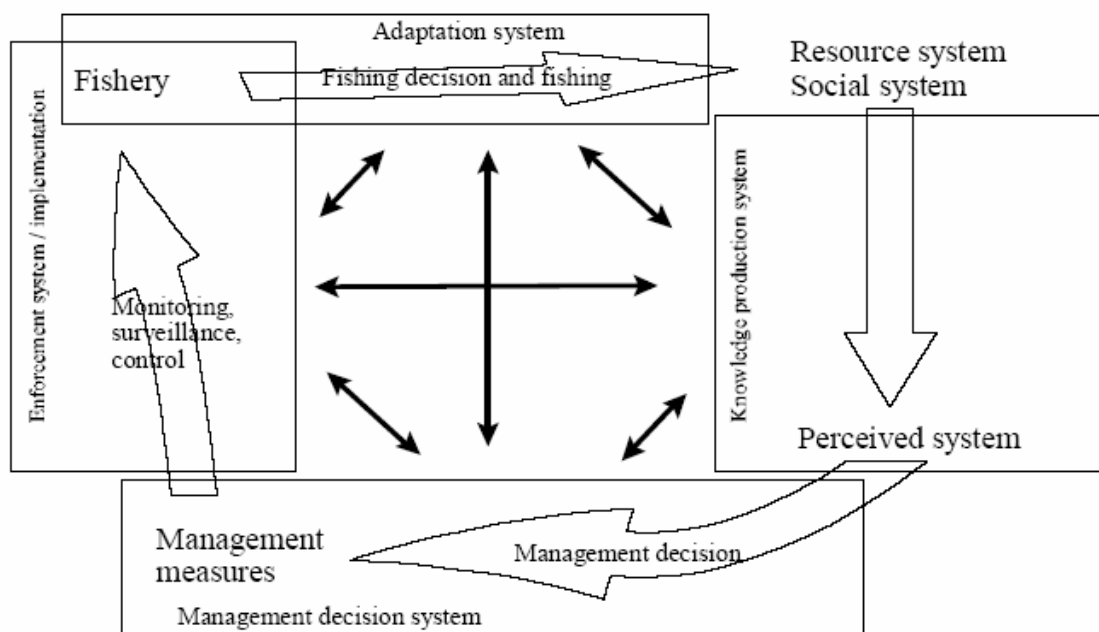 Adaptation system
Fishery
Fishing decision and fishing
Resource system
Social system
Enforcement system / implementation
Monitoring,
surveillance,
control
Knowledge production system
Perceived system
Management
measures
Management decision
Management decision system